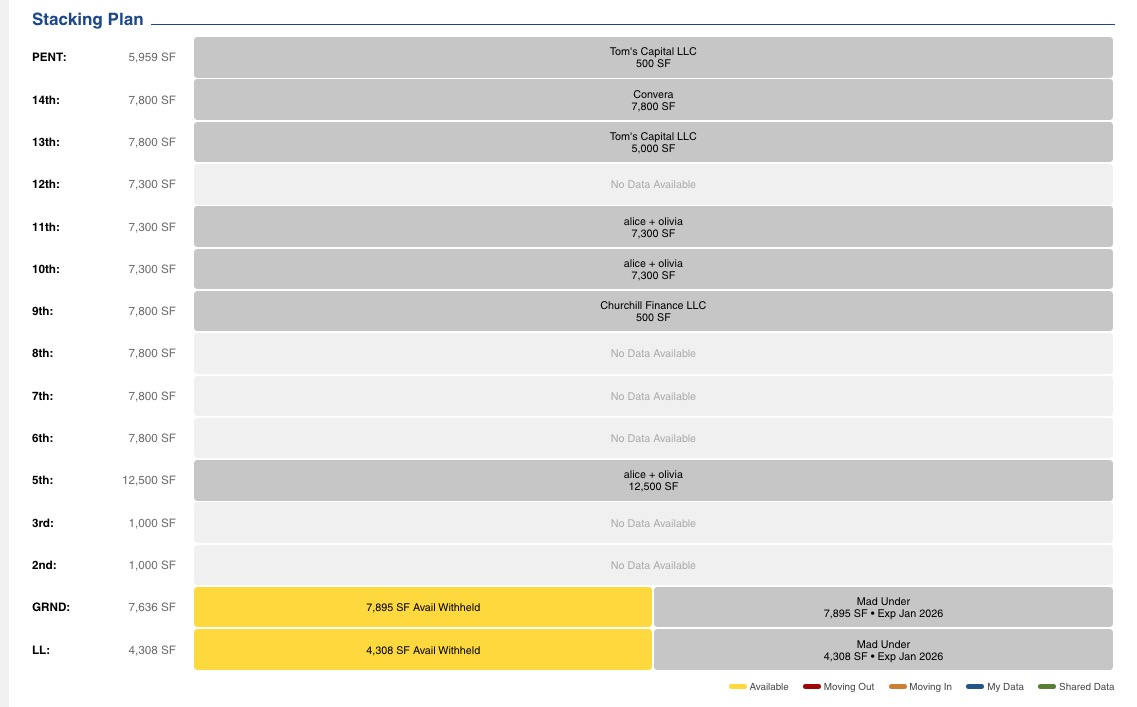 Stacking Plan
PENT: 5,959 SF
Tom's Capital LLC
500 SF
14th: 7,800 SF
Convera
7,800 SF
13th: 7,800 SF
Tom's Capital LLC
5,000 SF
12th: 7,300 SF
No Data Available
11th: 7,300 SF
alice + olivia
7,300 SF
10th: 7,300 SF
alice + olivia
7,300 SF
9th: 7,800 SF
Churchill Finance LLC
500 SF
8th: 7,800 SF
No Data Available
7th: 7,800 SF
No Data Available
6th: 7,800 SF
No Data Available
5th: 12,500 SF
alice + olivia
12,500 SF
3rd: 1,000 SF
No Data Available
2nd: 1,000 SF
No Data Available
GRND: 7,636 SF
7,895 SF Avail Withheld
Mad Under
7,895 SF • Exp Jan 2026
LL: 4,308 SF
4,308 SF Avail Withheld
Mad Under
4,308 SF • Exp Jan 2026
Available Moving Out Moving In My Data Shared Data